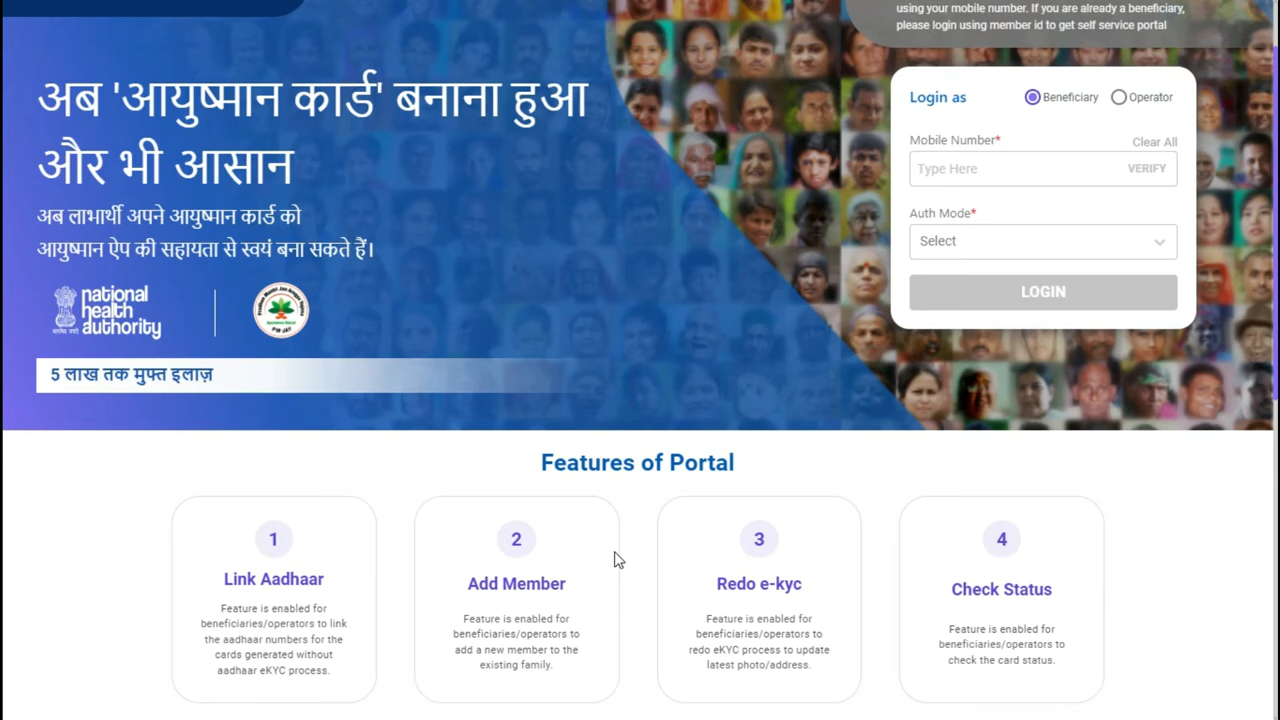 using your mobile number. If you are already a beneficiary,
please login using member id to get self service portal
अब 'आयुष्मान कार्ड' बनाना हुआ
और भी आसान
अब लाभार्थी अपने आयुष्मान कार्ड को
आयुष्मान ऐप की सहायता से स्वयं बना सकते हैं।
national
health
authority
5 लाख तक मुफ्त इलाज़
Login as
Beneficiary
Operator
Mobile Number*
Clear All
Type Here
VERIFY
Auth Mode*
Select
LOGIN
Features of Portal
1
Link Aadhaar
Feature is enabled for
beneficiaries/operators to link
the aadhaar numbers for the
cards generated without
aadhaar eKYC process.
2
Add Member
Feature is enabled for
beneficiaries/operators to
add a new member to the
existing family.
3
Redo e-kyc
Feature is enabled for
beneficiaries/operators to
redo eKYC process to update
latest photo/address.
4
Check Status
Feature is enabled for
beneficiaries/operators to
check the card status.